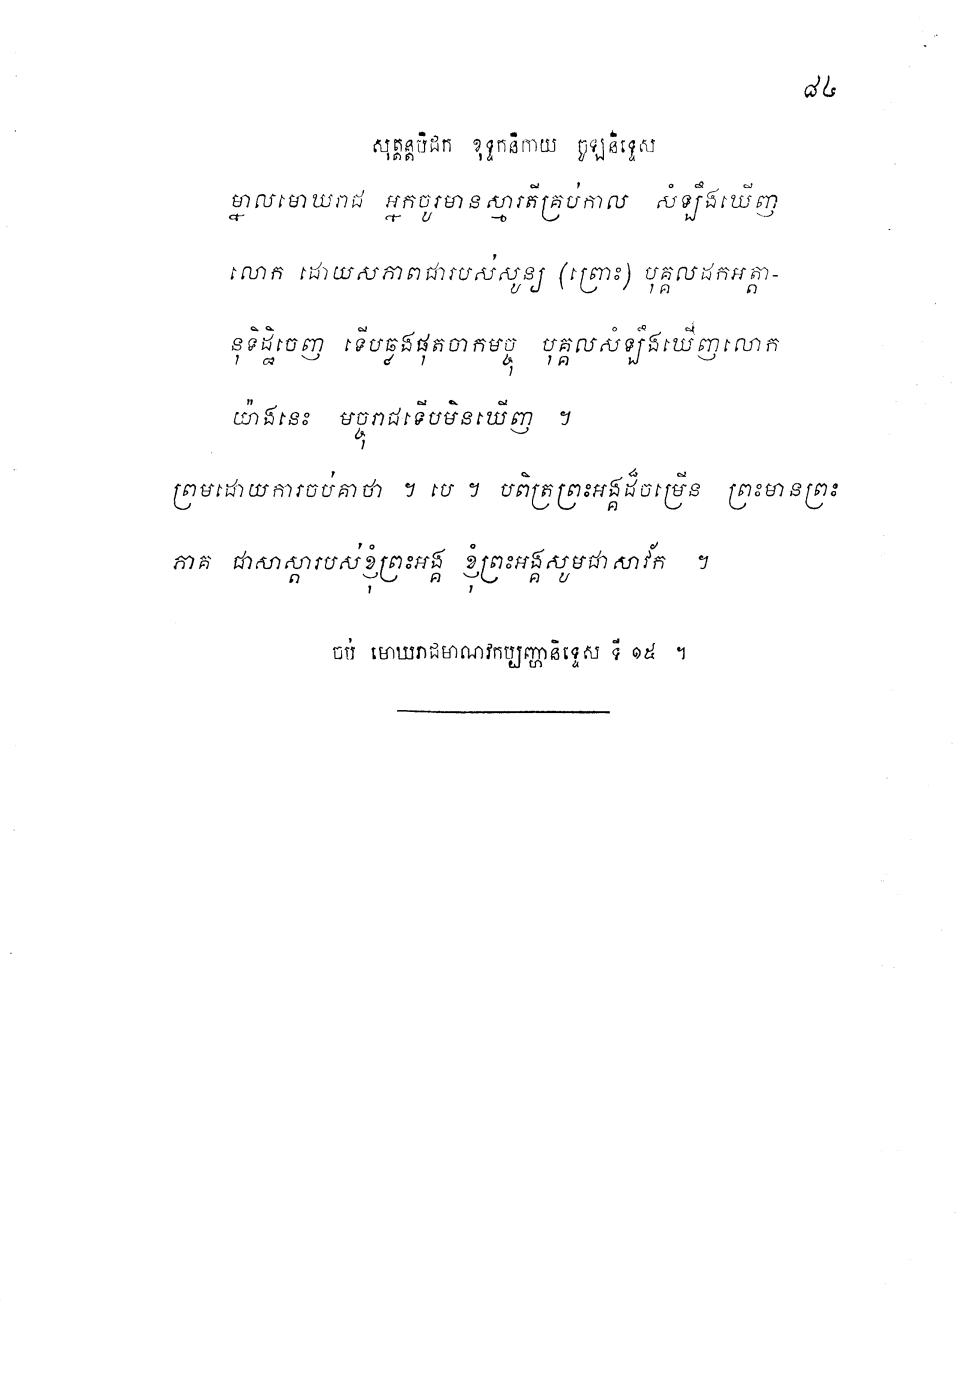 ៨៤
សុត្តន្តបិដក ខុទ្ទកនិកាយ ចូឡនិទ្ទេស
ម្នាលមោឃរាជ អ្នកចូរមានស្មារតីគ្រប់កាល សំឡឹងឃើញ
លោក ដោយសភាពជារបស់សូន្យ (ព្រោះ) បុគ្គលដកអត្តា-
នុទិដ្ឋិចេញ ទើបឆ្លងផុតចាកមច្ចុ បុគ្គលសំឡឹងឃើញលោក
យ៉ាងនេះ មច្ចុរាជទើបមិនឃើញ ។
ព្រមដោយការចប់គាថា ។ បេ ។ បពិត្រព្រះអង្គដ៏ចម្រើន ព្រះមានព្រះ
ភាគ ជាសាស្តារបស់ខ្ញុំព្រះអង្គ ខ្ញុំព្រះអង្គសូមជាសាវ័ក ។
ចប់ មោឃរាជមាណវកប្បញ្ហានិទ្ទេស ទី ១៥ ។